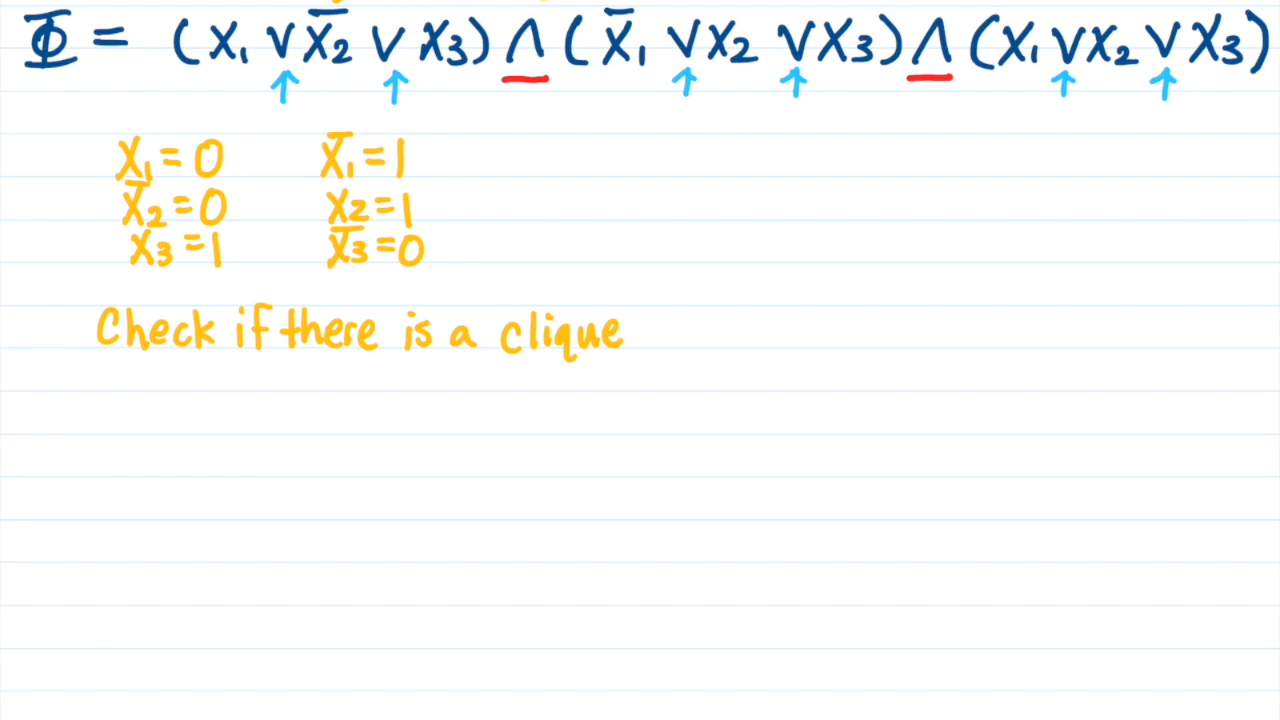 Φ = (x₁ ∨ x̅₂ ∨ x₃) ∧ (x̅₁ ∨ x₂ ∨ x₃) ∧ (x₁ ∨ x₂ ∨ x₃)
x₁ = 0 x̅₁ = 1
x̅₂ = 0 x₂ = 1
x₃ = 1 x̅₃ = 0
Check if there is a clique